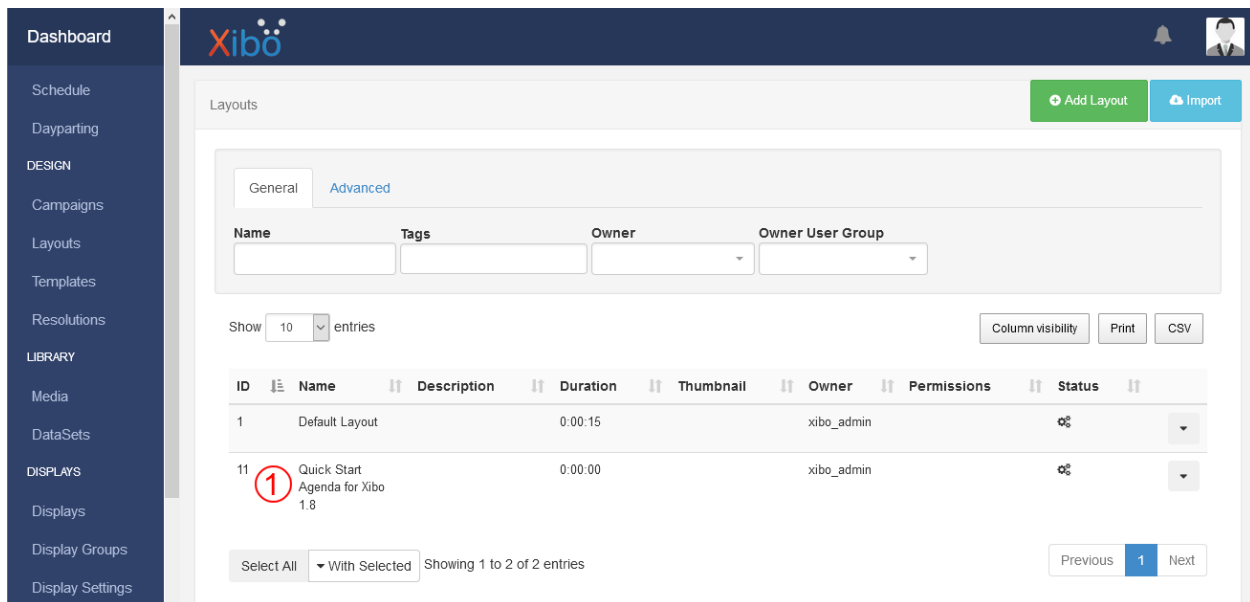 Dashboard
Xibo
Schedule
Dayparting
DESIGN
Campaigns
Layouts
Templates
Resolutions
LIBRARY
Media
DataSets
DISPLAYS
Displays
Display Groups
Display Settings
Layouts
Add Layout
Import
General Advanced
Name Tags Owner Owner User Group
Show 10 entries
Column visibility Print CSV
ID Name Description Duration Thumbnail Owner Permissions Status
1 Default Layout 0:00:15 xibo_admin
11 1 Quick Start 0:00:00 xibo_admin
Agenda for Xibo
1.8
Select All With Selected Showing 1 to 2 of 2 entries
Previous 1 Next